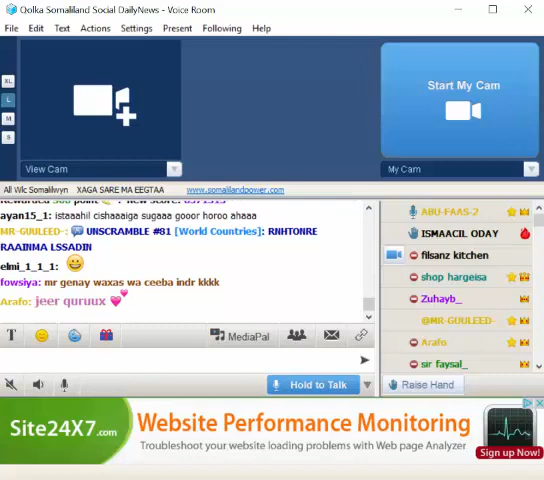 Qolka Somaliland Social DailyNews - Voice Room
File Edit Text Actions Settings Present Following Help
XL
L
M
S
Start My Cam
View Cam
My Cam
All Wlc Somalilwyn XAGA SARE MA EEGTAA www.somalilandpower.com
ayan15_1: istaaahil cishaaaiga sugaaa gooor horoo ahaaa
MR-GUULEED-: UNSCRAMBLE #81 [World Countries]: RNHTONRE
RAAINMA LSSADIN
elmi_1_1_1:
fowsiya: mr genay waxas wa ceeba indr kkkk
Arafo: jeer quruux
ABU-FAAS-2
ISMAACIIL ODAY
filsanz kitchen
shop hargeisa
Zuhayb_
@MR-GUULEED-
Arafo
sir faysal_
T
MediaPal
Hold to Talk
Raise Hand
Site24X7.com
Website Performance Monitoring
Troubleshoot your website loading problems with Web page Analyzer
Sign up Now!